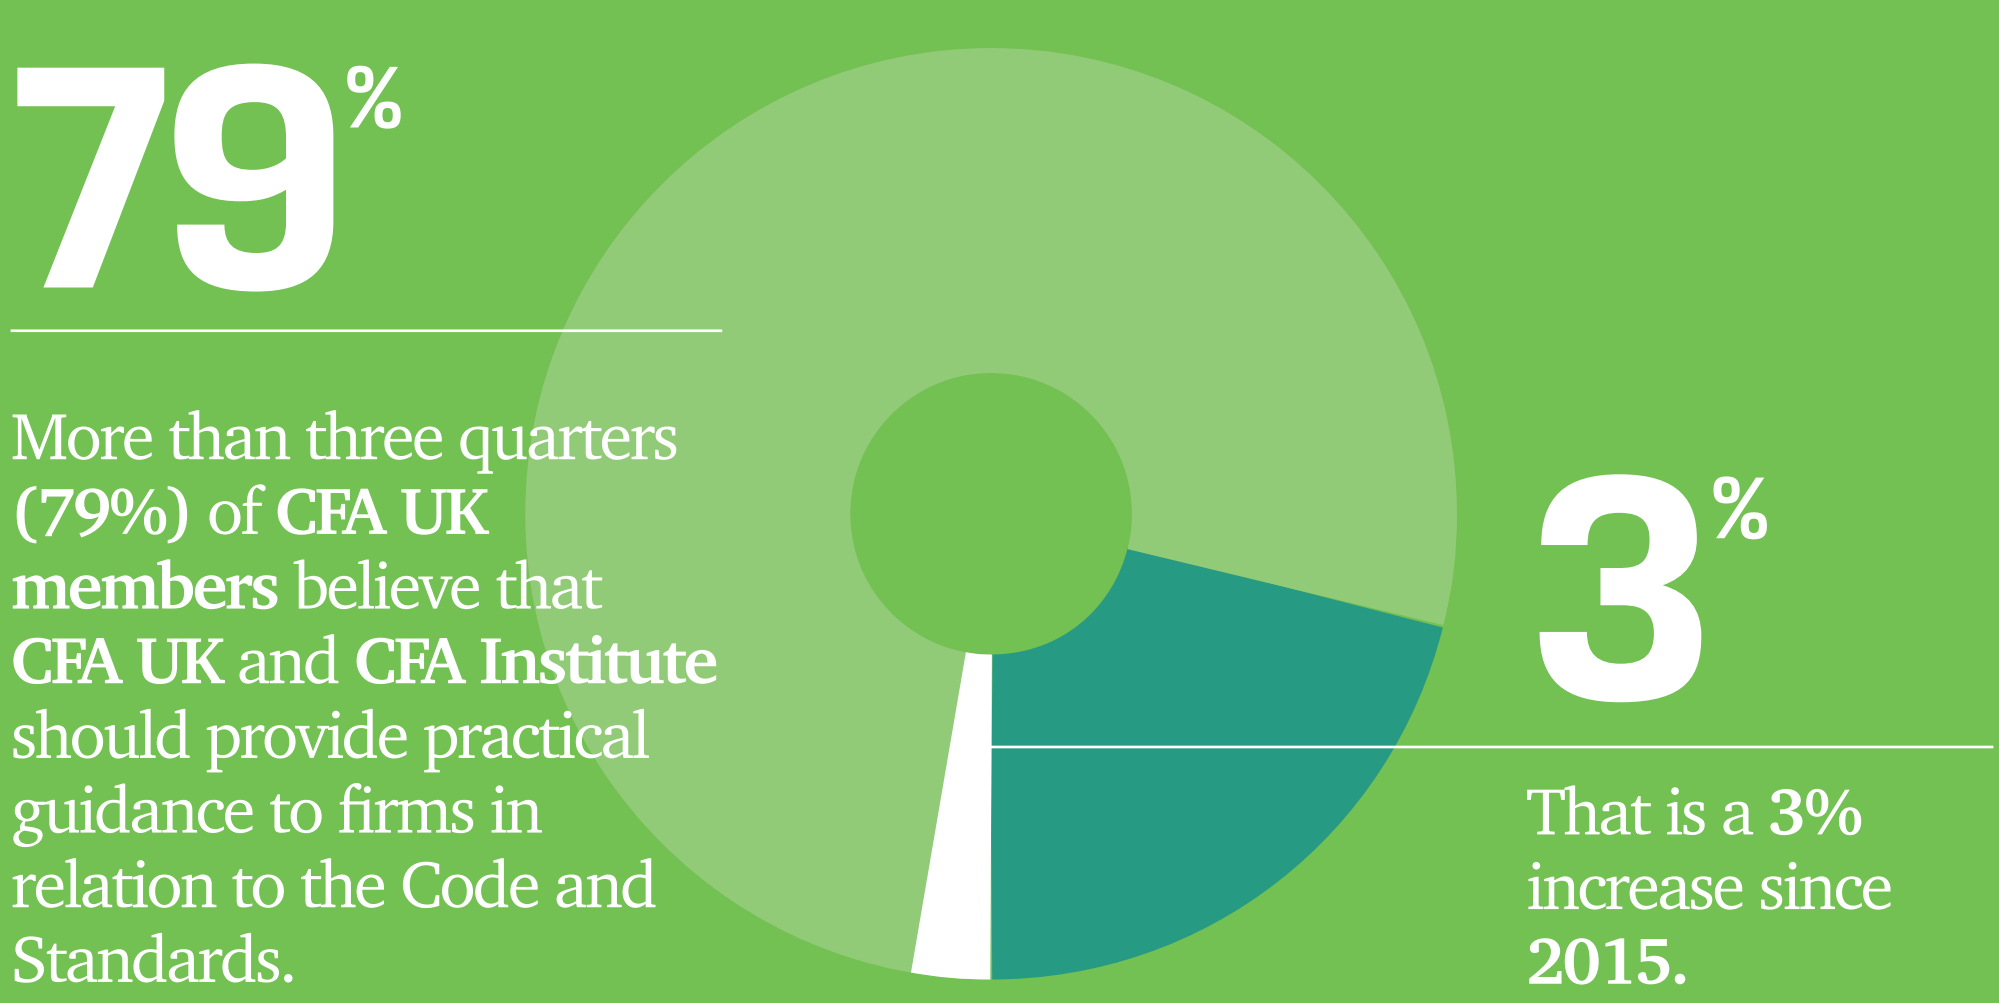 79%
More than three quarters
(79%) of CFA UK
members believe that
CFA UK and CFA Institute
should provide practical
guidance to firms in
relation to the Code and
Standards.
3%
That is a 3%
increase since
2015.